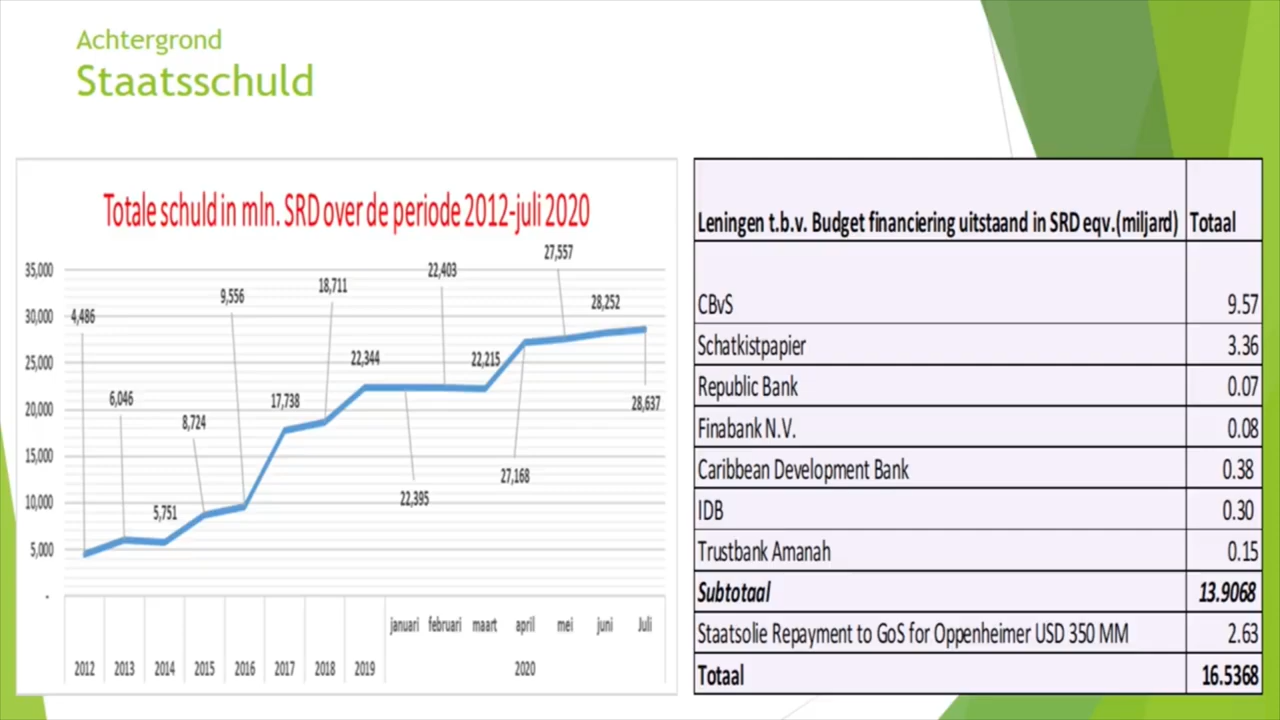 Achtergrond
Staatsschuld
Totale schuld in mln. SRD over de periode 2012-juli 2020
35,000
30,000
25,000
20,000
15,000
10,000
5,000
-
4,486
6,046
5,751
8,724
9,556
17,738
18,711
22,344
22,395
22,403
22,215
27,168
27,557
28,252
28,637
januari februari maart april mei juni Juli
2012 2013 2014 2015 2016 2017 2018 2019 2020
Leningen t.b.v. Budget financiering uitstaand in SRD eqv.(miljard) Totaal
CBvS 9.57
Schatkistpapier 3.36
Republic Bank 0.07
Finabank N.V. 0.08
Caribbean Development Bank 0.38
IDB 0.30
Trustbank Amanah 0.15
Subtotaal 13.9068
Staatsolie Repayment to GoS for Oppenheimer USD 350 MM 2.63
Totaal 16.5368